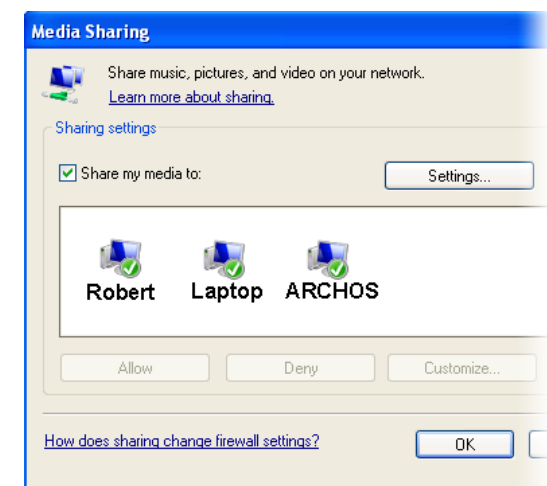 Media Sharing
Share music, pictures, and video on your network.
Learn more about sharing.
Sharing settings
Share my media to:
Settings...
Robert Laptop ARCHOS
Allow Deny Customize...
How does sharing change firewall settings?
OK